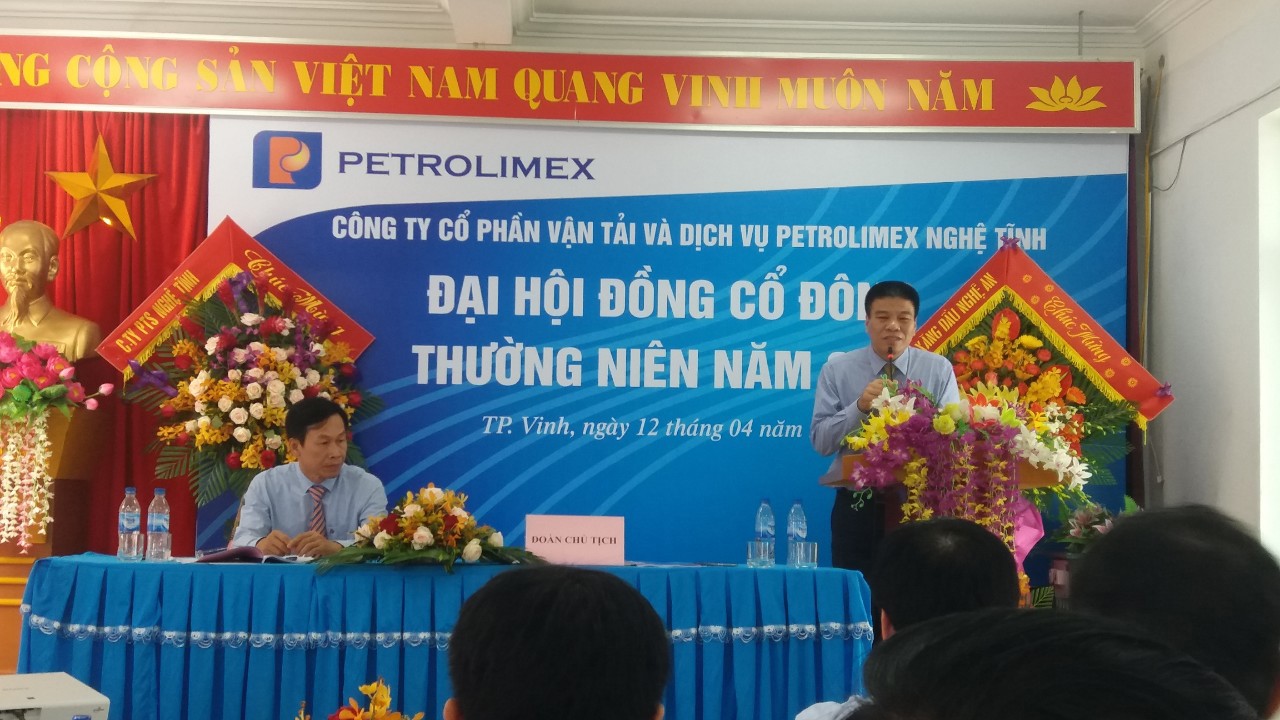 CỘNG SẢN VIỆT NAM QUANG VINH MUÔN NĂM
PETROLIMEX
CÔNG TY CỔ PHẦN VẬN TẢI VÀ DỊCH VỤ PETROLIMEX NGHỆ TĨNH
ĐẠI HỘI ĐỒNG CỔ
THƯỜNG NIÊN NĂM
TP. Vinh, ngày 12 tháng 04 năm
C.TY PTS NGHỆ TĨNH
Chúc
XĂNG DẦU NGHỆ AN
Chúc Mừng
ĐOÀN CHỦ TỊCH